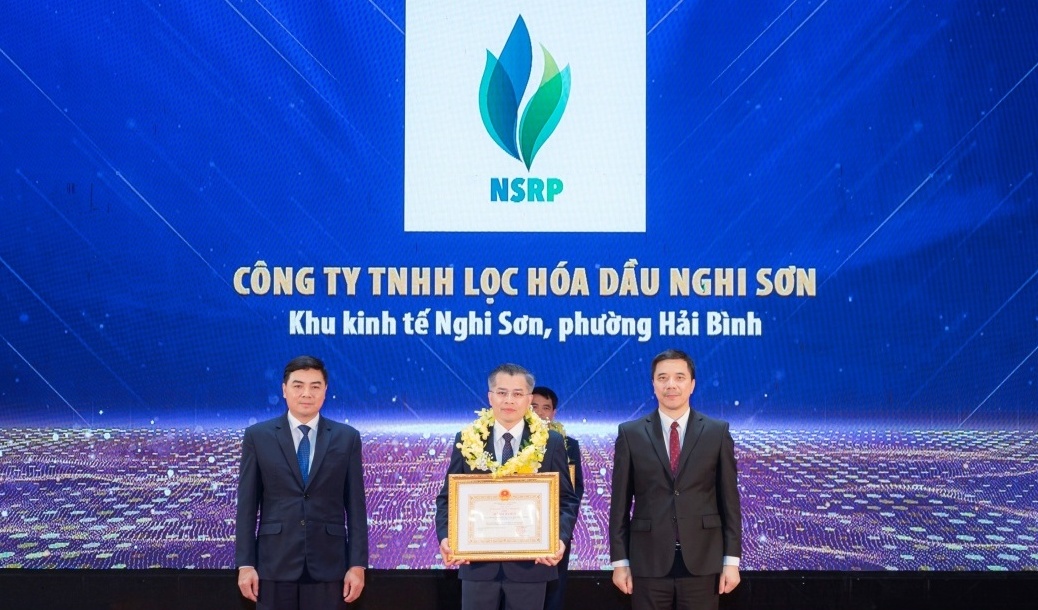 NSRP
CÔNG TY TNHH LỌC HÓA DẦU NGHI SƠN
Khu kinh tế Nghi Sơn, phường Hải Bình